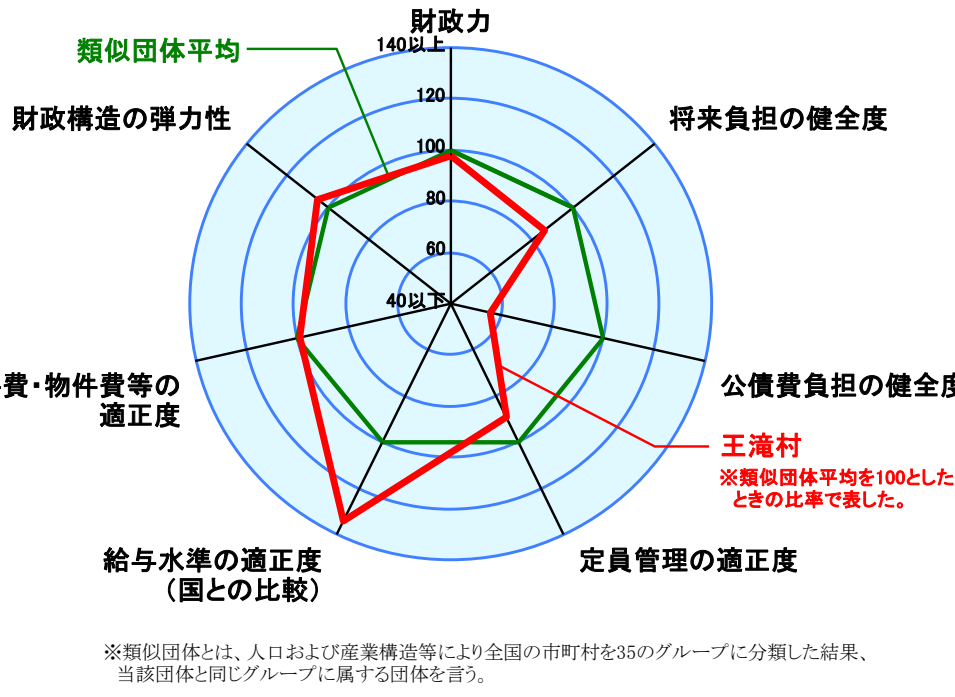 財政力
140以上
類似団体平均
120
財政構造の弾力性
将来負担の健全度
100
80
60
40以下
費・物件費等の
適正度
公債費負担の健全度
王滝村
※類似団体平均を100とした
ときの比率で表した。
給与水準の適正度
（国との比較）
定員管理の適正度
※類似団体とは、人口および産業構造等により全国の市町村を35のグループに分類した結果、
当該団体と同じグループに属する団体を言う。